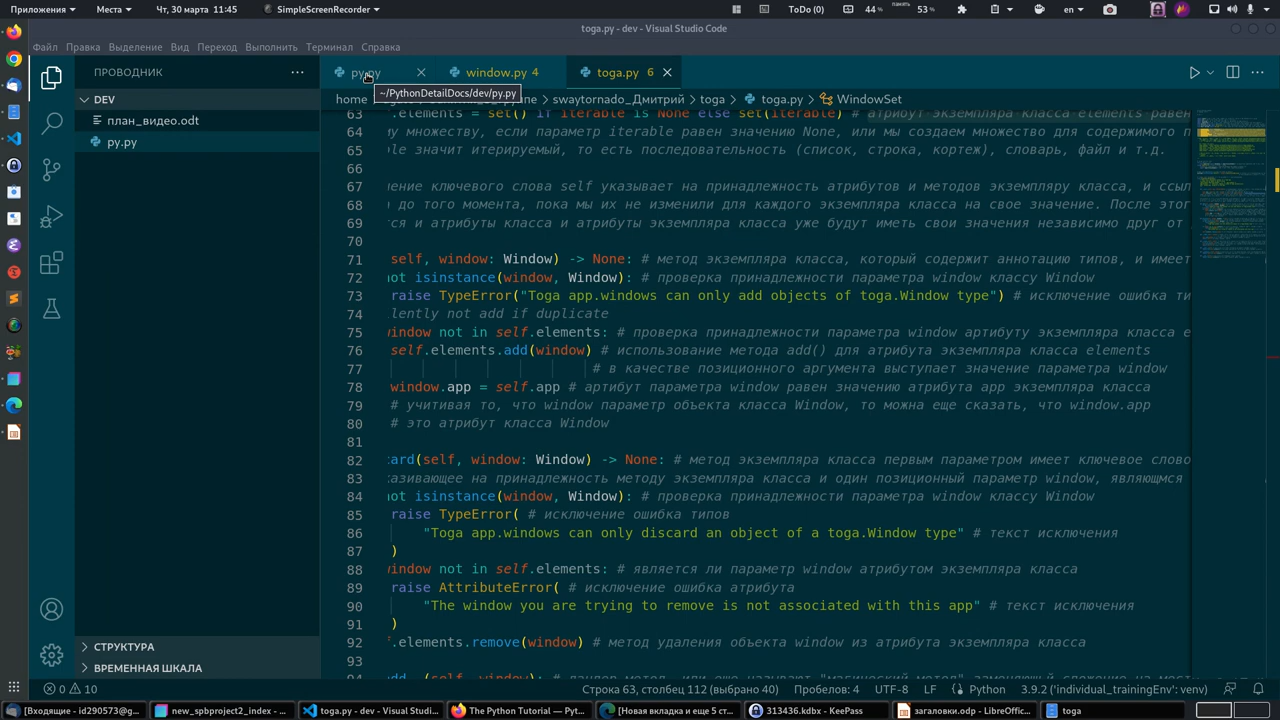 Приложения
Места
Чт, 30 марта 11:45
SimpleScreenRecorder
ToDo (0)
44 %
память
53 %
en
toga.py - dev - Visual Studio Code
Файл Правка Выделение Вид Переход Выполнить Терминал Справка
ПРОВОДНИК
py.py
window.py 4
toga.py 6
~/PythonDetailDocs/dev/py.py
DEV
home
swaytornado_Дмитрий > toga > toga.py > WindowSet
план_видео.odt
py.py
63 .elements = set() if iterable is None else set(iterable) # атрибут экземпляра класса elements равен
64 му множеству, если параметр iterable равен значению None, или мы создаем множество для содержимого п
65 ble значит итерируемый, то есть последовательность (список, строка, кортеж), словарь, файл и т.д.
66
67 ление ключевого слова self указывает на принадлежность атрибутов и методов экземпляру класса, и ссыл
68 а до того момента, пока мы их не изменили для каждого экземпляра класса на свое значение. После этог
69 ся и атрибуты класса и атрибуты экземпляра класса уже будут иметь свои значения независимо друг от
70
71 self, window: Window) -> None: # метод экземпляра класса, который содержит аннотацию типов, и имеет
72 not isinstance(window, Window): # проверка принадлежности параметра window классу Window
73 raise TypeError("Toga app.windows can only add objects of toga.Window type") # исключение ошибка ти
74 lently not add if duplicate
75 window not in self.elements: # проверка принадлежности параметра window артибуту экземпляра класса e
76 self.elements.add(window) # использование метода add() для атрибута экземпляра класса elements
77 # в качестве позиционного аргумента выступает значение параметра window
78 window.app = self.app # артибут параметра window равен значению атрибута app экземпляра класса
79 # учитивая то, что window параметр объекта класса Window, то можна еще сказать, что window.app
80 # это атрибут класса Window
81
82 card(self, window: Window) -> None: # метод экземпляра класса первым параметром имеет ключевое слово
83 казивающее на принадлежность методу экземпляра класса и один позиционный параметр window, являющмся
84 not isinstance(window, Window): # проверка принадлежности параметра window классу Window
85 raise TypeError( # исключение ошибка типов
86 "Toga app.windows can only discard an object of a toga.Window type" # текст исключения
87 )
88 window not in self.elements: # является ли параметр window атрибутом экземпляра класса
89 raise AttributeError( # исключение ошибка атрибута
90 "The window you are trying to remove is not associated with this app" # текст исключения
91 )
92 f.elements.remove(window) # метод удаления объекта window из атрибута экземпляра класса
93
СТРУКТУРА
ВРЕМЕННАЯ ШКАЛА
0 10
Строка 63, столбец 112 (выбрано 40) Пробелов: 4 UTF-8 LF Python 3.9.2 ('individual_trainingEnv': venv)
[Входящие - id290573@g...
new_spbproject2_index - ...
toga.py - dev - Visual Studi...
The Python Tutorial — Pyt...
[Новая вкладка и еще 5 ст...
313436.kdbx - KeePass
загаловки.odp - LibreOffic...
toga